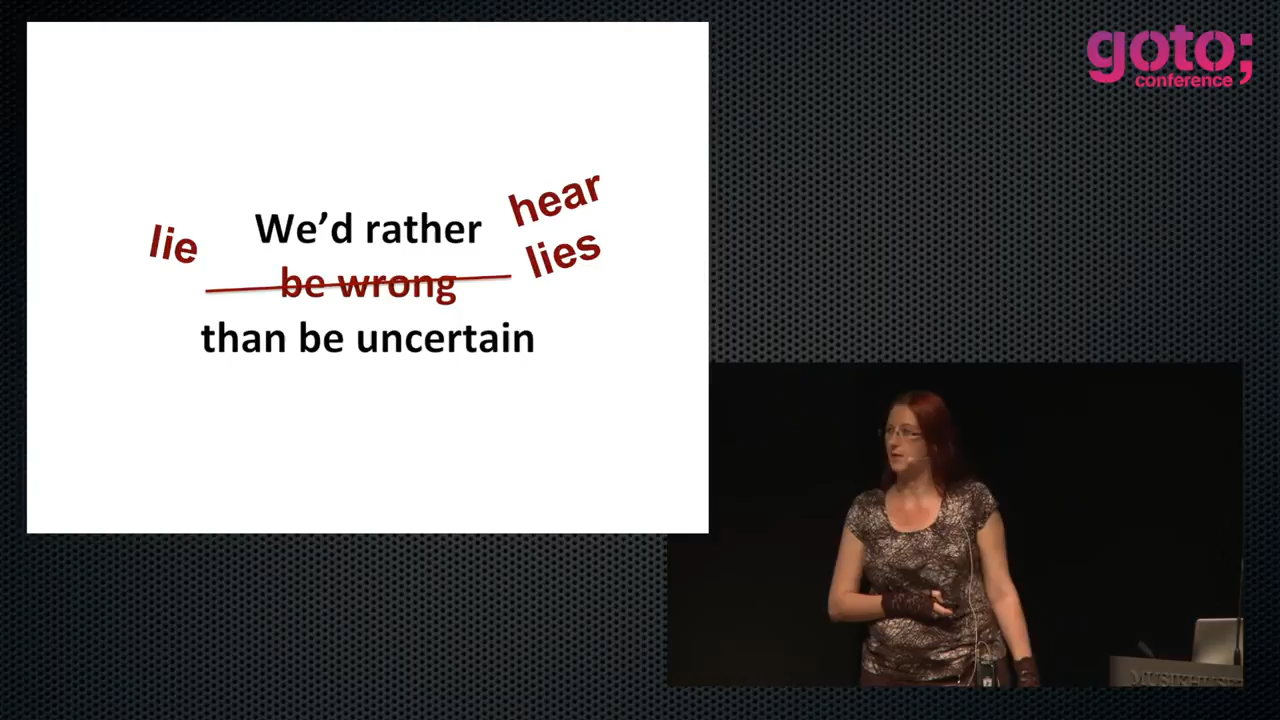 goto;
conference
We'd rather
hear
lie
lies
be wrong
than be uncertain